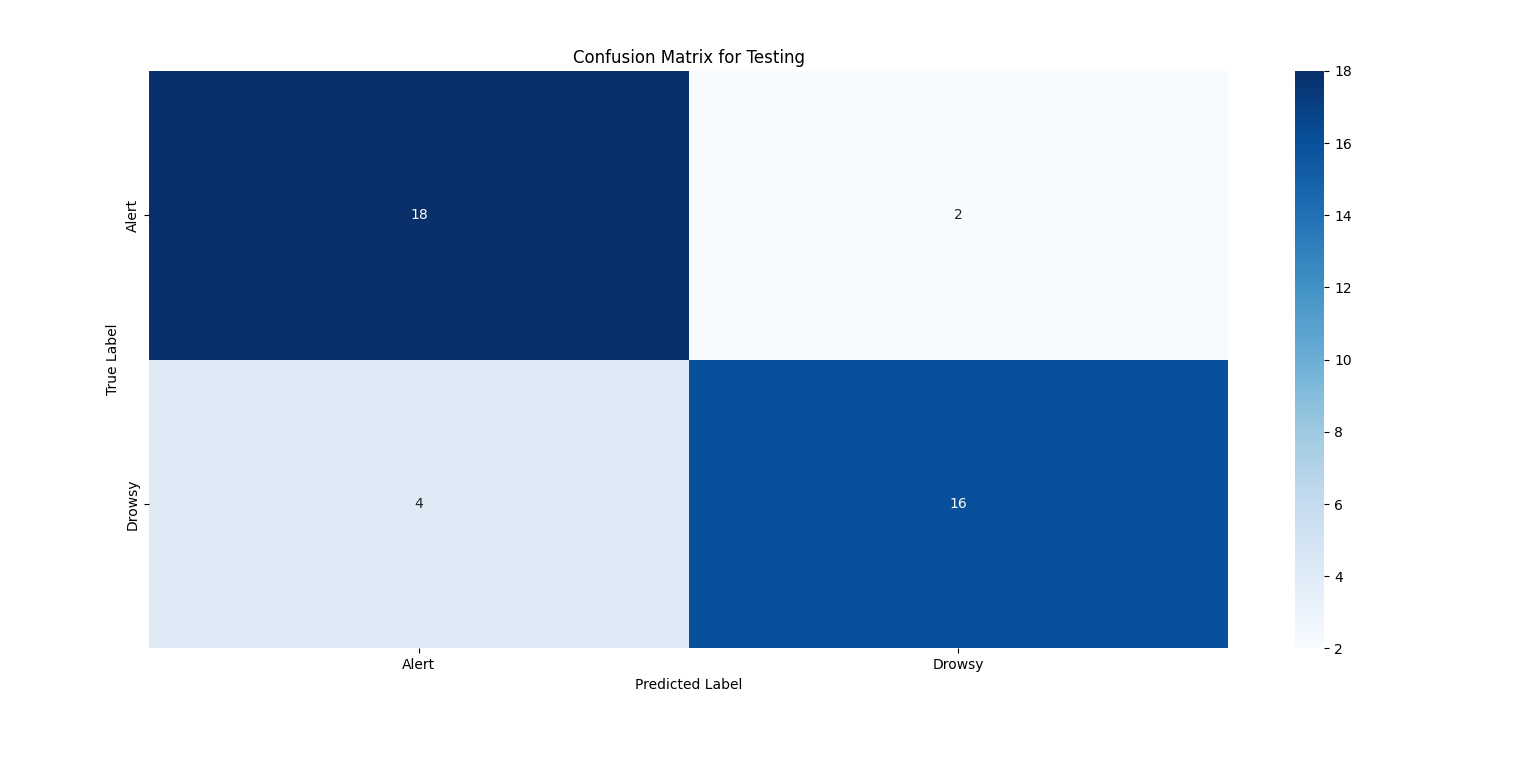 Confusion Matrix for Testing
True Label
Alert
18
2
Drowsy
4
16
Alert
Drowsy
Predicted Label
18
16
14
12
10
8
6
4
2